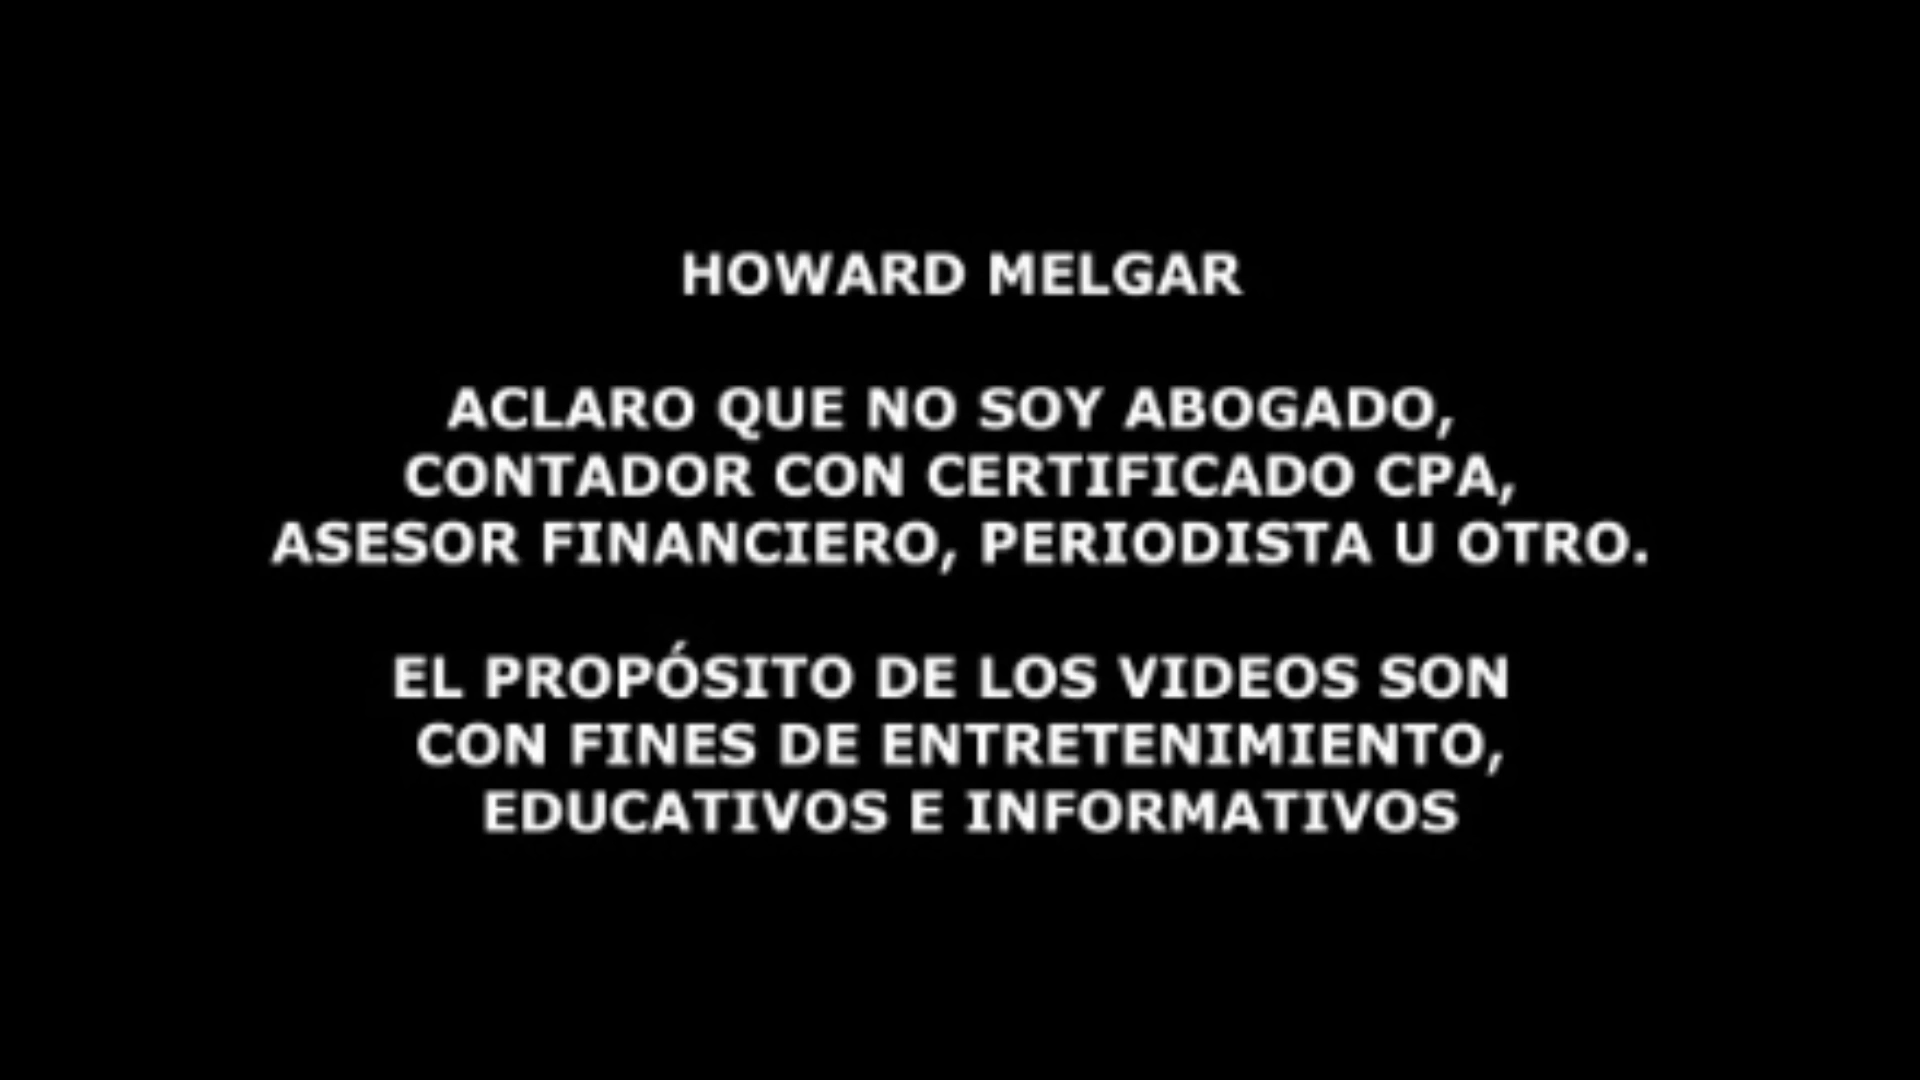 HOWARD MELGAR
ACLARO QUE NO SOY ABOGADO,
CONTADOR CON CERTIFICADO CPA,
ASESOR FINANCIERO, PERIODISTA U OTRO.
EL PROPÓSITO DE LOS VIDEOS SON
CON FINES DE ENTRETENIMIENTO,
EDUCATIVOS E INFORMATIVOS